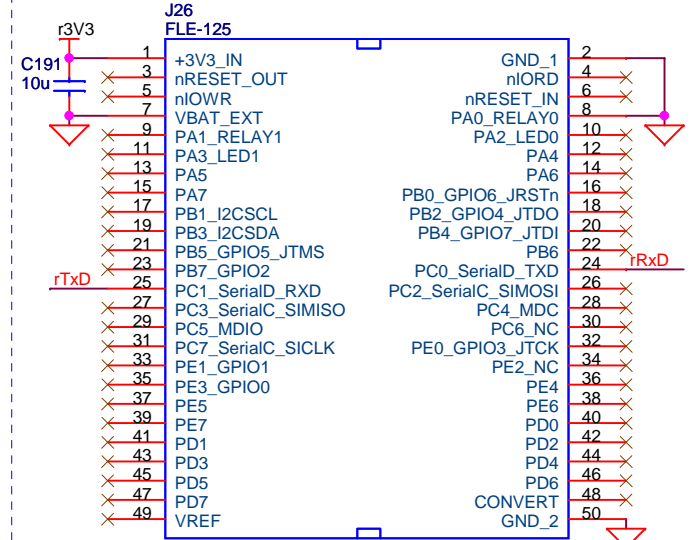 J26
FLE-125
r3V3
C191
10u
1 +3V3_IN GND_1 2
3 nRESET_OUT nIORD 4
5 nIOWR nRESET_IN 6
7 VBAT_EXT PA0_RELAY0 8
9 PA1_RELAY1 PA2_LED0 10
11 PA3_LED1 PA4 12
13 PA5 PA6 14
15 PA7 PB0_GPIO6_JRSTn 16
17 PB1_I2CSCL PB2_GPIO4_JTDO 18
19 PB3_I2CSDA PB4_GPIO7_JTDI 20
21 PB5_GPIO5_JTMS PB6 22
23 PB7_GPIO2 PC0_SerialD_TXD 24 rRxD
rTxD 25 PC1_SerialD_RXD PC2_SerialC_SIMOSI 26
27 PC3_SerialC_SIMISO PC4_MDC 28
29 PC5_MDIO PC6_NC 30
31 PC7_SerialC_SICLK PE0_GPIO3_JTCK 32
33 PE1_GPIO1 PE2_NC 34
35 PE3_GPIO0 PE4 36
37 PE5 PE6 38
39 PE7 PD0 40
41 PD1 PD2 42
43 PD3 PD4 44
45 PD5 PD6 46
47 PD7 CONVERT 48
49 VREF GND_2 50